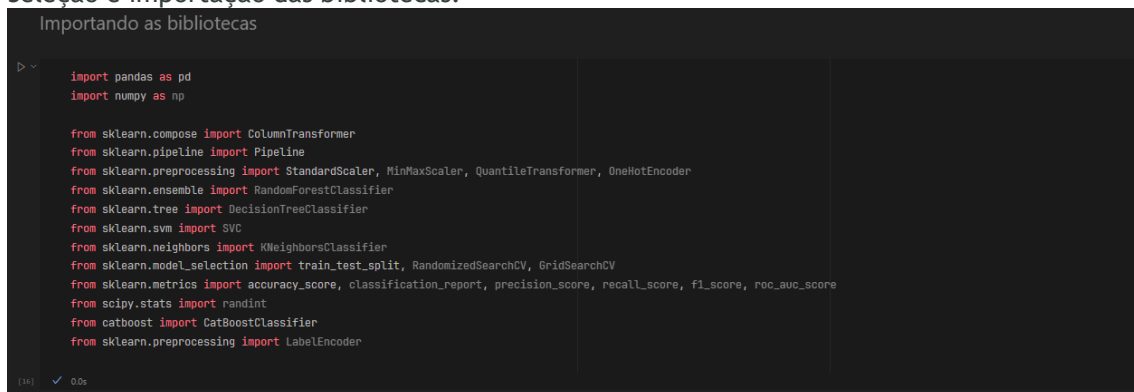 seleção e importação das bibliotecas.
Importando as bibliotecas
import pandas as pd
import numpy as np
from sklearn.compose import ColumnTransformer
from sklearn.pipeline import Pipeline
from sklearn.preprocessing import StandardScaler, MinMaxScaler, QuantileTransformer, OneHotEncoder
from sklearn.ensemble import RandomForestClassifier
from sklearn.tree import DecisionTreeClassifier
from sklearn.svm import SVC
from sklearn.neighbors import KNeighborsClassifier
from sklearn.model_selection import train_test_split, RandomizedSearchCV, GridSearchCV
from sklearn.metrics import accuracy_score, classification_report, precision_score, recall_score, f1_score, roc_auc_score
from scipy.stats import randint
from catboost import CatBoostClassifier
from sklearn.preprocessing import LabelEncoder
[36] ✓ 0.0s